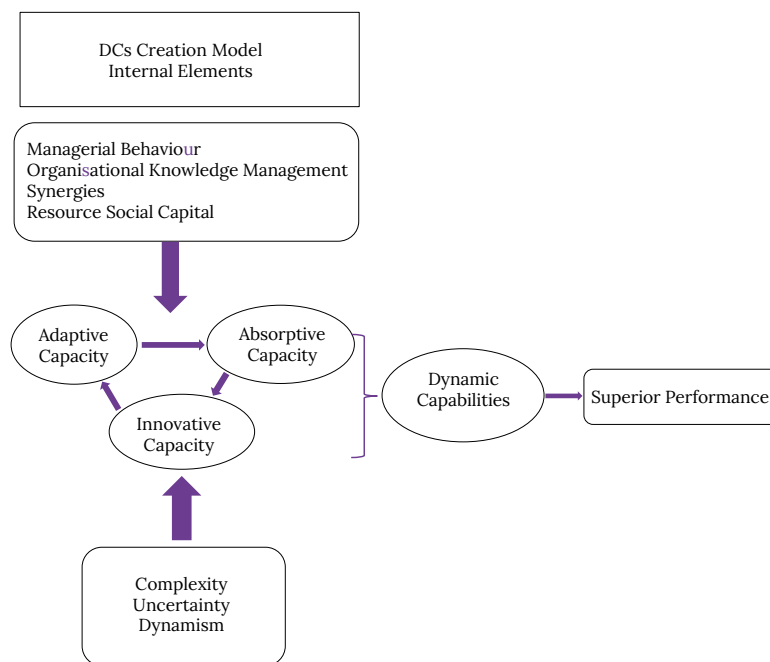 DCs Creation Model
Internal Elements
Managerial Behaviour
Organisational Knowledge Management
Synergies
Resource Social Capital
Adaptive
Capacity
Absorptive
Capacity
Innovative
Capacity
Dynamic
Capabilities
Superior Performance
Complexity
Uncertainty
Dynamism